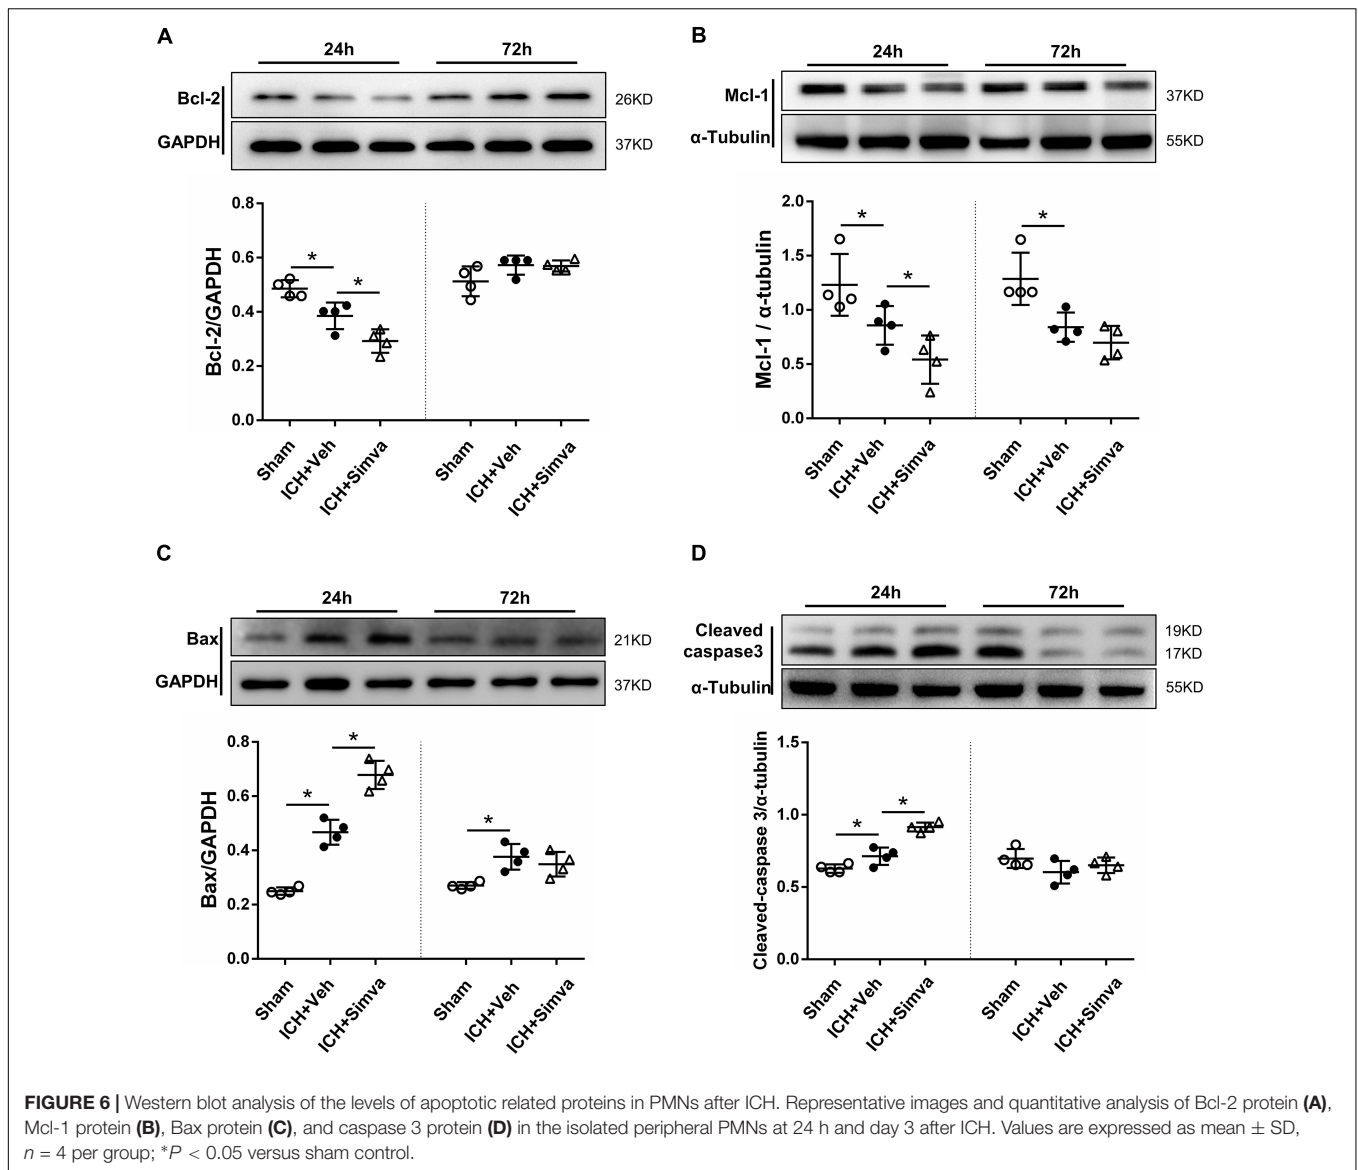 A
24h 72h
Bcl-2 26KD
GAPDH 37KD
Bcl-2/GAPDH
0.8
0.6
0.4
0.2
0.0
* *
Sham ICH+Veh ICH+Simva Sham ICH+Veh ICH+Simva
B
24h 72h
Mcl-1 37KD
α-Tubulin 55KD
Mcl-1 / α-tubulin
2.0
1.5
1.0
0.5
0.0
* * *
Sham ICH+Veh ICH+Simva Sham ICH+Veh ICH+Simva
C
24h 72h
Bax 21KD
GAPDH 37KD
Bax/GAPDH
0.8
0.6
0.4
0.2
0.0
* * *
Sham ICH+Veh ICH+Simva Sham ICH+Veh ICH+Simva
D
24h 72h
Cleaved 19KD
caspase3 17KD
α-Tubulin 55KD
Cleaved-caspase 3/α-tubulin
1.5
1.0
0.5
0.0
* *
Sham ICH+Veh ICH+Simva Sham ICH+Veh ICH+Simva
FIGURE 6 | Western blot analysis of the levels of apoptotic related proteins in PMNs after ICH. Representative images and quantitative analysis of Bcl-2 protein (A),
Mcl-1 protein (B), Bax protein (C), and caspase 3 protein (D) in the isolated peripheral PMNs at 24 h and day 3 after ICH. Values are expressed as mean ± SD,
n = 4 per group; *P < 0.05 versus sham control.